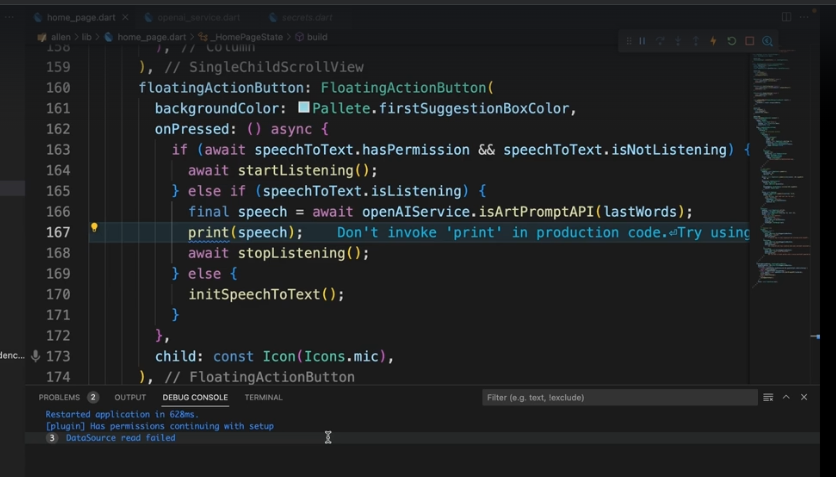 home_page.dart × openai_service.dart secrets.dart
allen > lib > home_page.dart > _HomePageState > build
158 ), // Column
159 ), // SingleChildScrollView
160 floatingActionButton: FloatingActionButton(
161 backgroundColor: Pallete.firstSuggestionBoxColor,
162 onPressed: () async {
163 if (await speechToText.hasPermission && speechToText.isNotListening) {
164 await startListening();
165 } else if (speechToText.isListening) {
166 final speech = await openAIService.isArtPromptAPI(lastWords);
167 print(speech); Don't invoke 'print' in production code.⏎Try using
168 await stopListening();
169 } else {
170 initSpeechToText();
171 }
172 },
denc... 173 child: const Icon(Icons.mic),
174 ), // FloatingActionButton
PROBLEMS 2 OUTPUT DEBUG CONSOLE TERMINAL Filter (e.g. text, !exclude)
Restarted application in 628ms.
[plugin] Has permissions continuing with setup
3 DataSource read failed